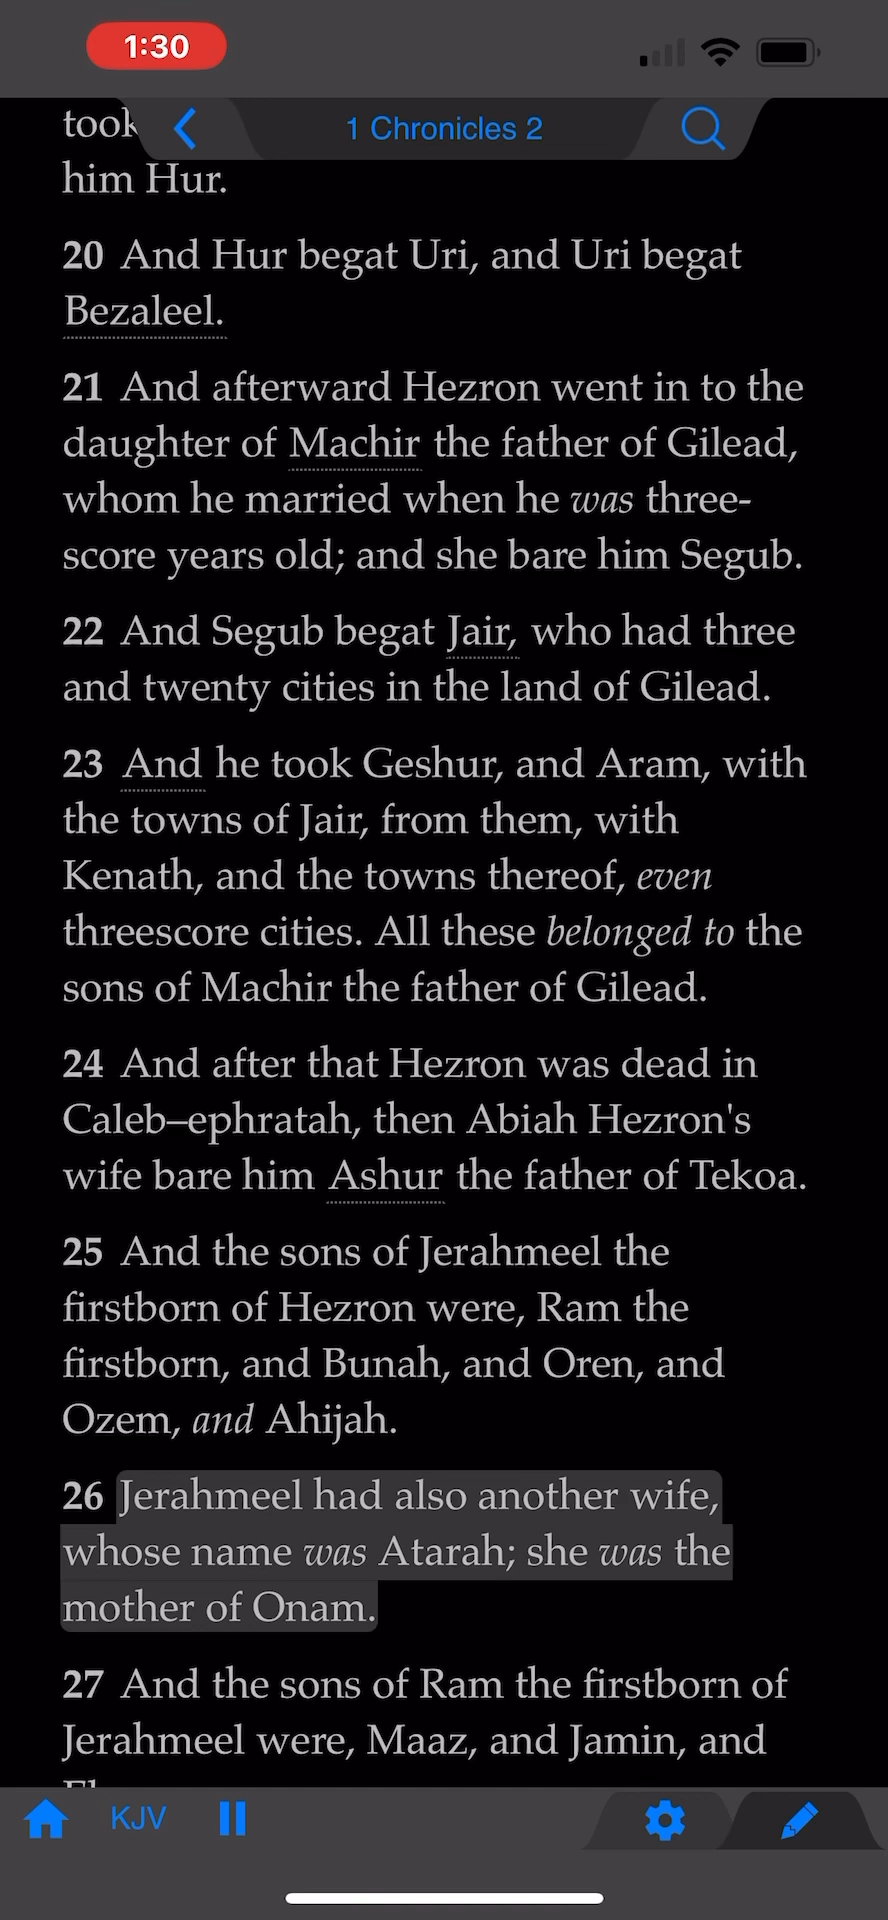 1:30
1 Chronicles 2
took
him Hur.
20 And Hur begat Uri, and Uri begat
Bezaleel.
21 And afterward Hezron went in to the
daughter of Machir the father of Gilead,
whom he married when he was three-
score years old; and she bare him Segub.
22 And Segub begat Jair, who had three
and twenty cities in the land of Gilead.
23 And he took Geshur, and Aram, with
the towns of Jair, from them, with
Kenath, and the towns thereof, even
threescore cities. All these belonged to the
sons of Machir the father of Gilead.
24 And after that Hezron was dead in
Caleb–ephratah, then Abiah Hezron's
wife bare him Ashur the father of Tekoa.
25 And the sons of Jerahmeel the
firstborn of Hezron were, Ram the
firstborn, and Bunah, and Oren, and
Ozem, and Ahijah.
26 Jerahmeel had also another wife,
whose name was Atarah; she was the
mother of Onam.
27 And the sons of Ram the firstborn of
Jerahmeel were, Maaz, and Jamin, and
KJV